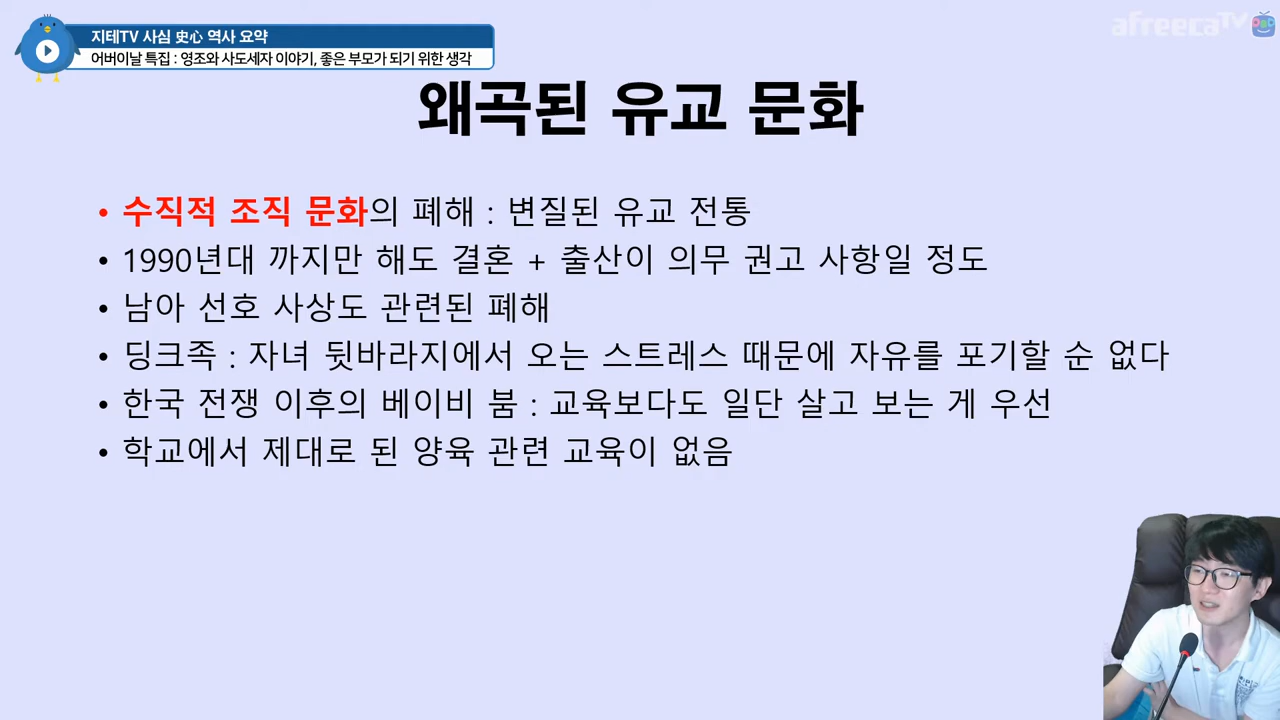 지테TV 사심 史心 역사 요약
어버이날 특집 : 영조와 사도세자 이야기, 좋은 부모가 되기 위한 생각
afreecaTV
왜곡된 유교 문화
• 수직적 조직 문화의 폐해 : 변질된 유교 전통
• 1990년대 까지만 해도 결혼 + 출산이 의무 권고 사항일 정도
• 남아 선호 사상도 관련된 폐해
• 딩크족 : 자녀 뒷바라지에서 오는 스트레스 때문에 자유를 포기할 순 없다
• 한국 전쟁 이후의 베이비 붐 : 교육보다도 일단 살고 보는 게 우선
• 학교에서 제대로 된 양육 관련 교육이 없음